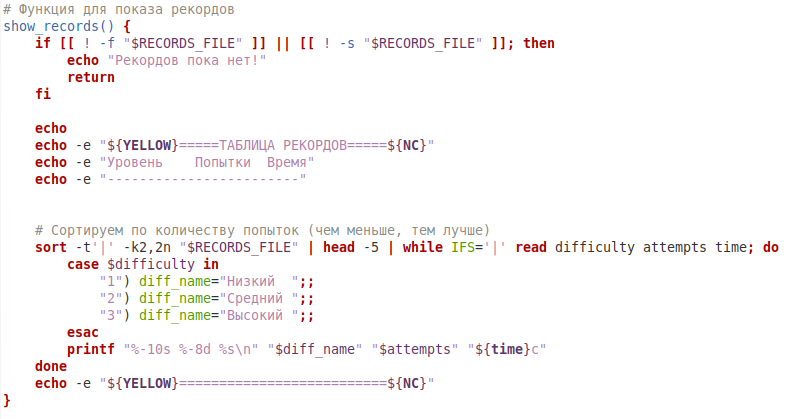 # Функция для показа рекордов
show_records() {
    if [[ ! -f "$RECORDS_FILE" ]] || [[ ! -s "$RECORDS_FILE" ]]; then
        echo "Рекордов пока нет!"
        return
    fi

    echo
    echo -e "${YELLOW}=====ТАБЛИЦА РЕКОРДОВ=====${NC}"
    echo -e "Уровень    Попытки  Время"
    echo -e "------------------------"


    # Сортируем по количеству попыток (чем меньше, тем лучше)
    sort -t'|' -k2,2n "$RECORDS_FILE" | head -5 | while IFS='|' read difficulty attempts time; do
        case $difficulty in
            "1") diff_name="Низкий  ";;
            "2") diff_name="Средний ";;
            "3") diff_name="Высокий ";;
        esac
        printf "%-10s %-8d %s\n" "$diff_name" "$attempts" "${time}с"
    done
    echo -e "${YELLOW}==========================${NC}"
}